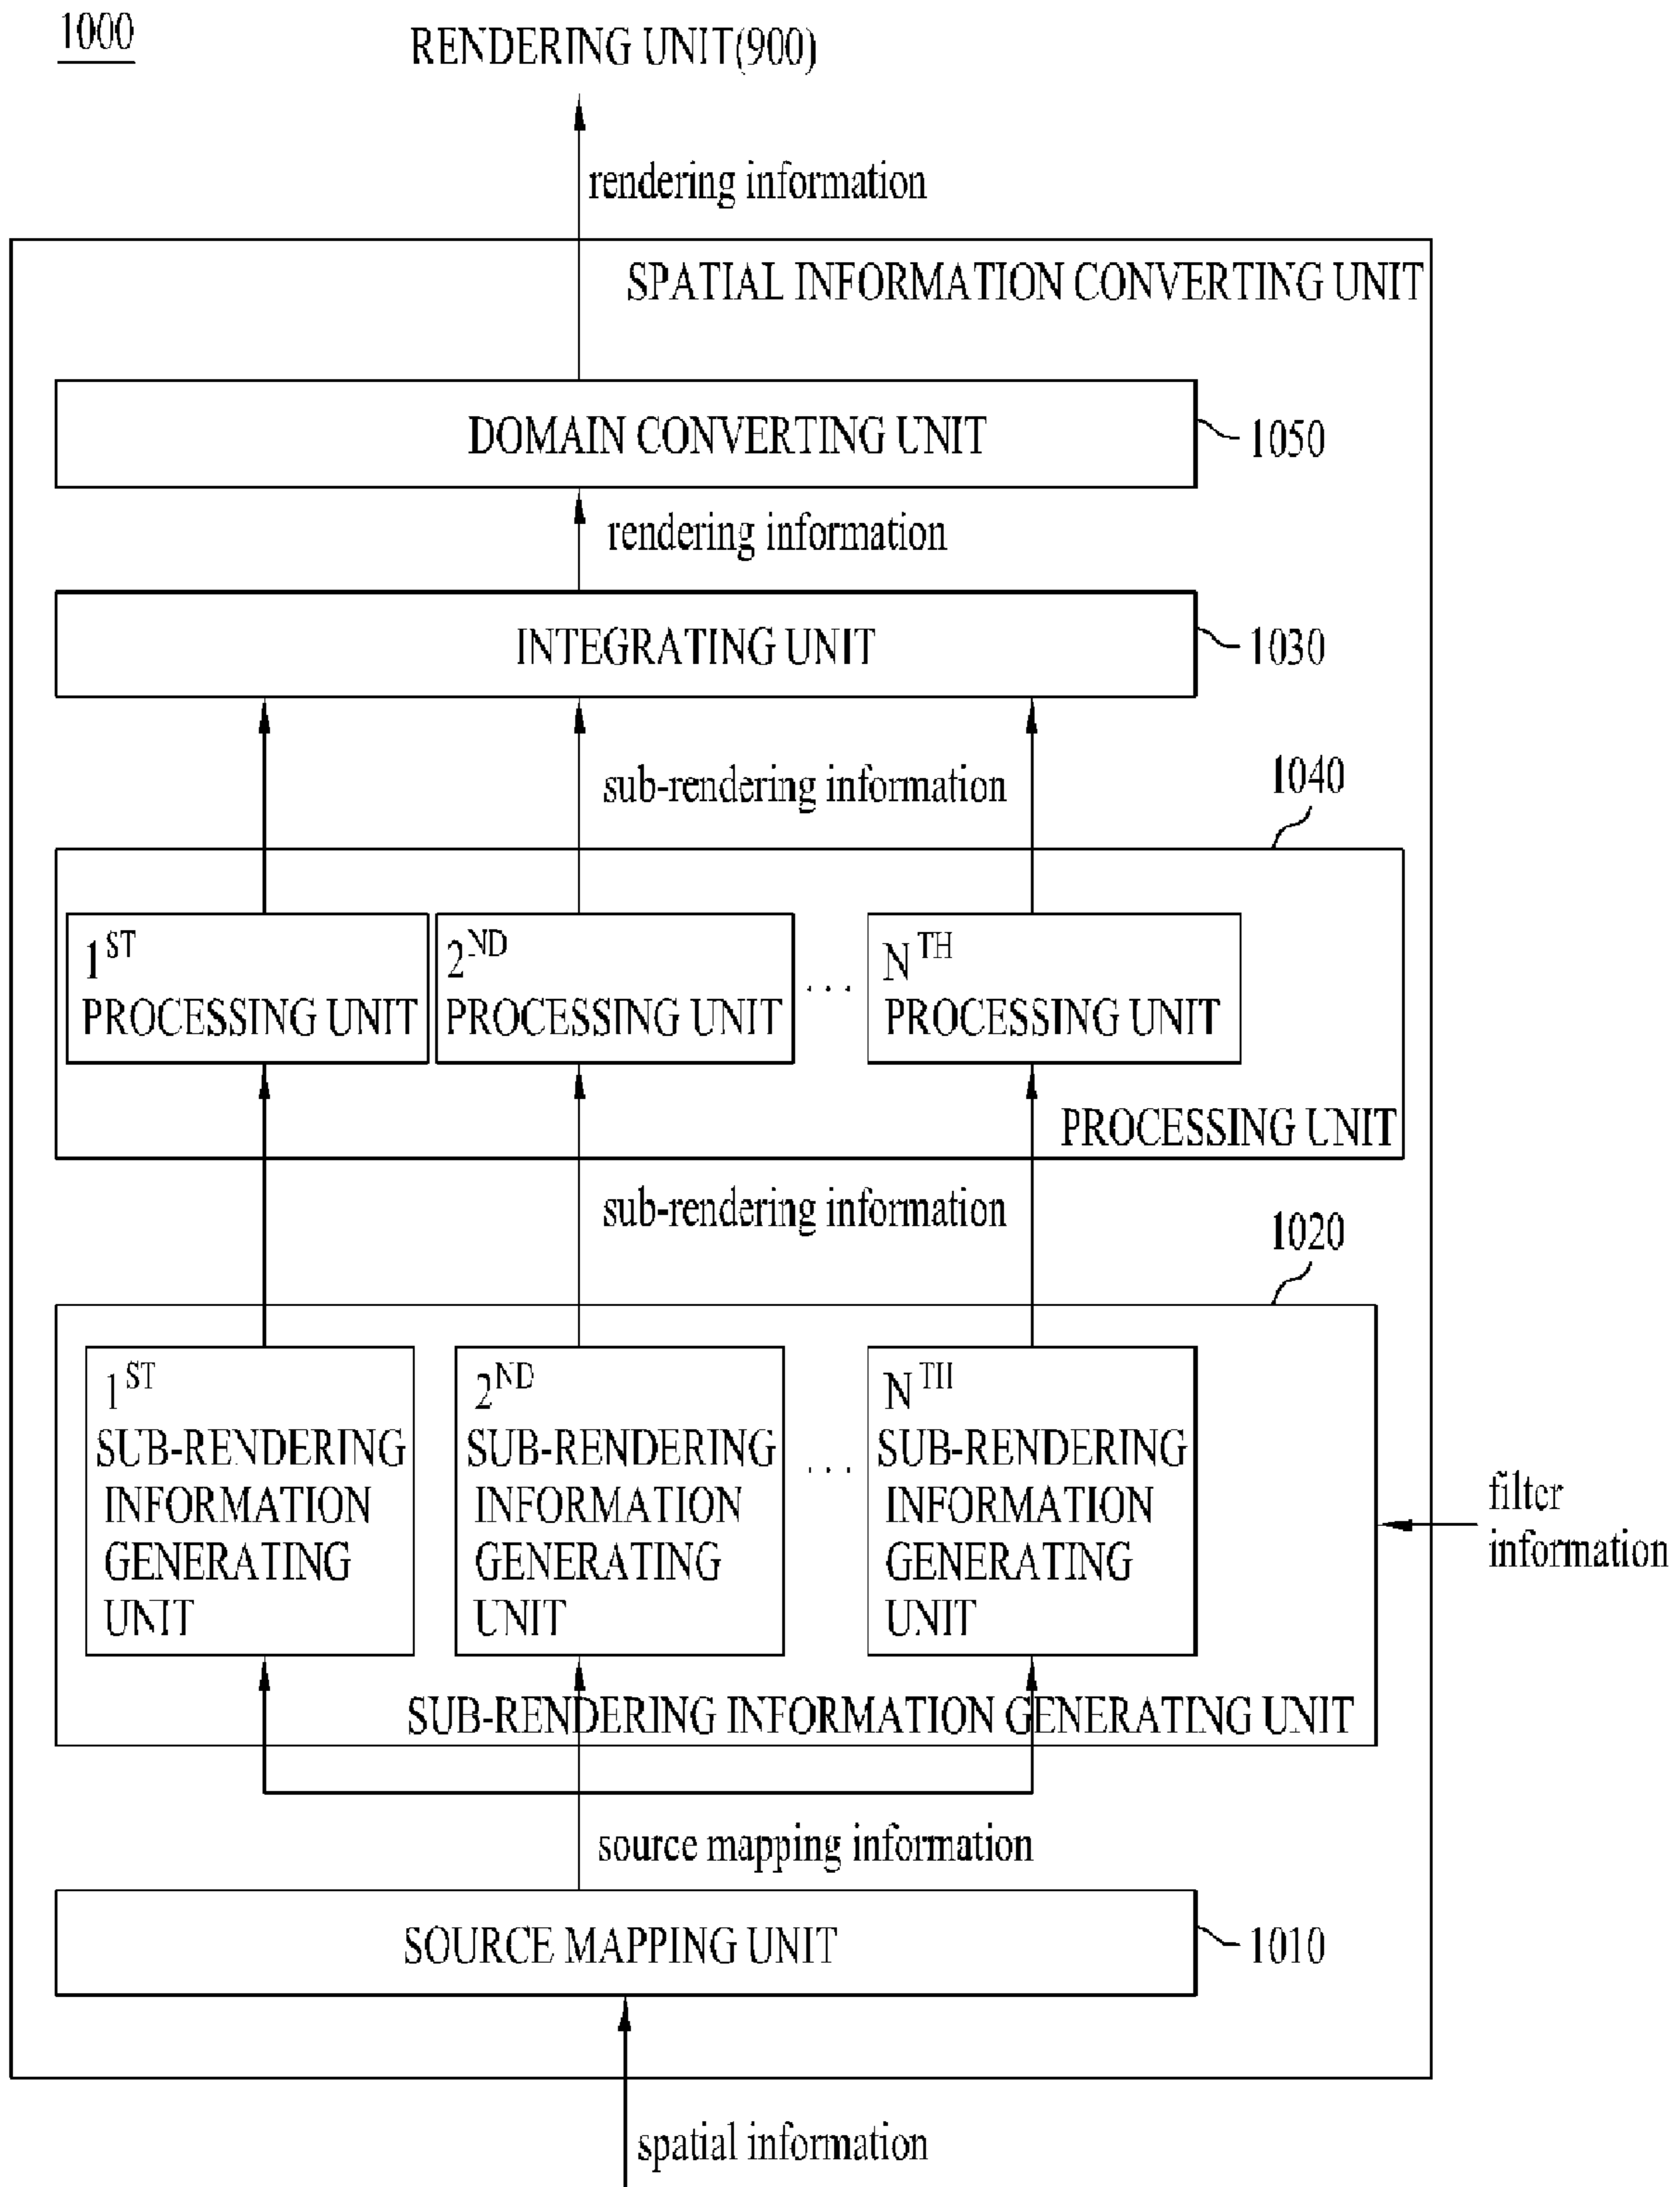 1000
RENDERING UNIT(900)
rendering information
SPATIAL INFORMATION CONVERTING UNIT
DOMAIN CONVERTING UNIT
1050
rendering information
INTEGRATING UNIT
1030
sub-rendering information
1040
1ST
PROCESSING UNIT
2ND
PROCESSING UNIT
. . .
NTH
PROCESSING UNIT
PROCESSING UNIT
sub-rendering information
1020
1ST
SUB-RENDERING
INFORMATION
GENERATING
UNIT
2ND
SUB-RENDERING
INFORMATION
GENERATING
UNIT
. . .
NTH
SUB-RENDERING
INFORMATION
GENERATING
UNIT
filter
information
SUB-RENDERING INFORMATION GENERATING UNIT
source mapping information
SOURCE MAPPING UNIT
1010
spatial information